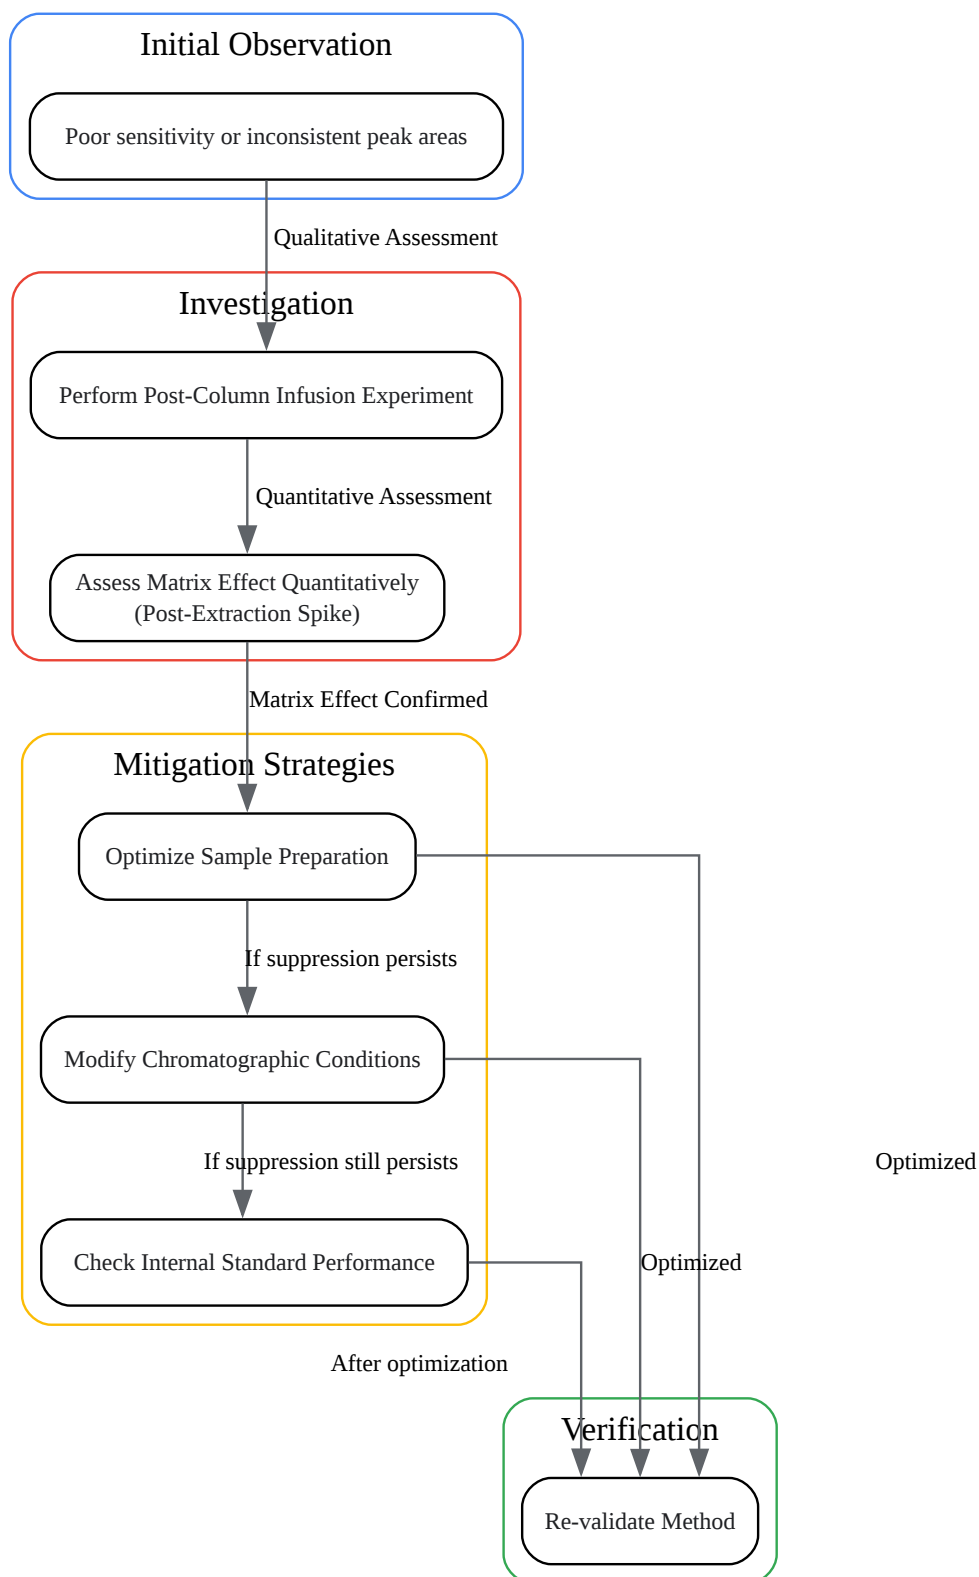 Initial Observation
Poor sensitivity or inconsistent peak areas
Qualitative Assessment
Investigation
Perform Post-Column Infusion Experiment
Quantitative Assessment
Assess Matrix Effect Quantitatively
(Post-Extraction Spike)
Matrix Effect Confirmed
Mitigation Strategies
Optimize Sample Preparation
If suppression persists
Modify Chromatographic Conditions
If suppression still persists
Optimized
Check Internal Standard Performance
Optimized
After optimization
Verification
Re-validate Method